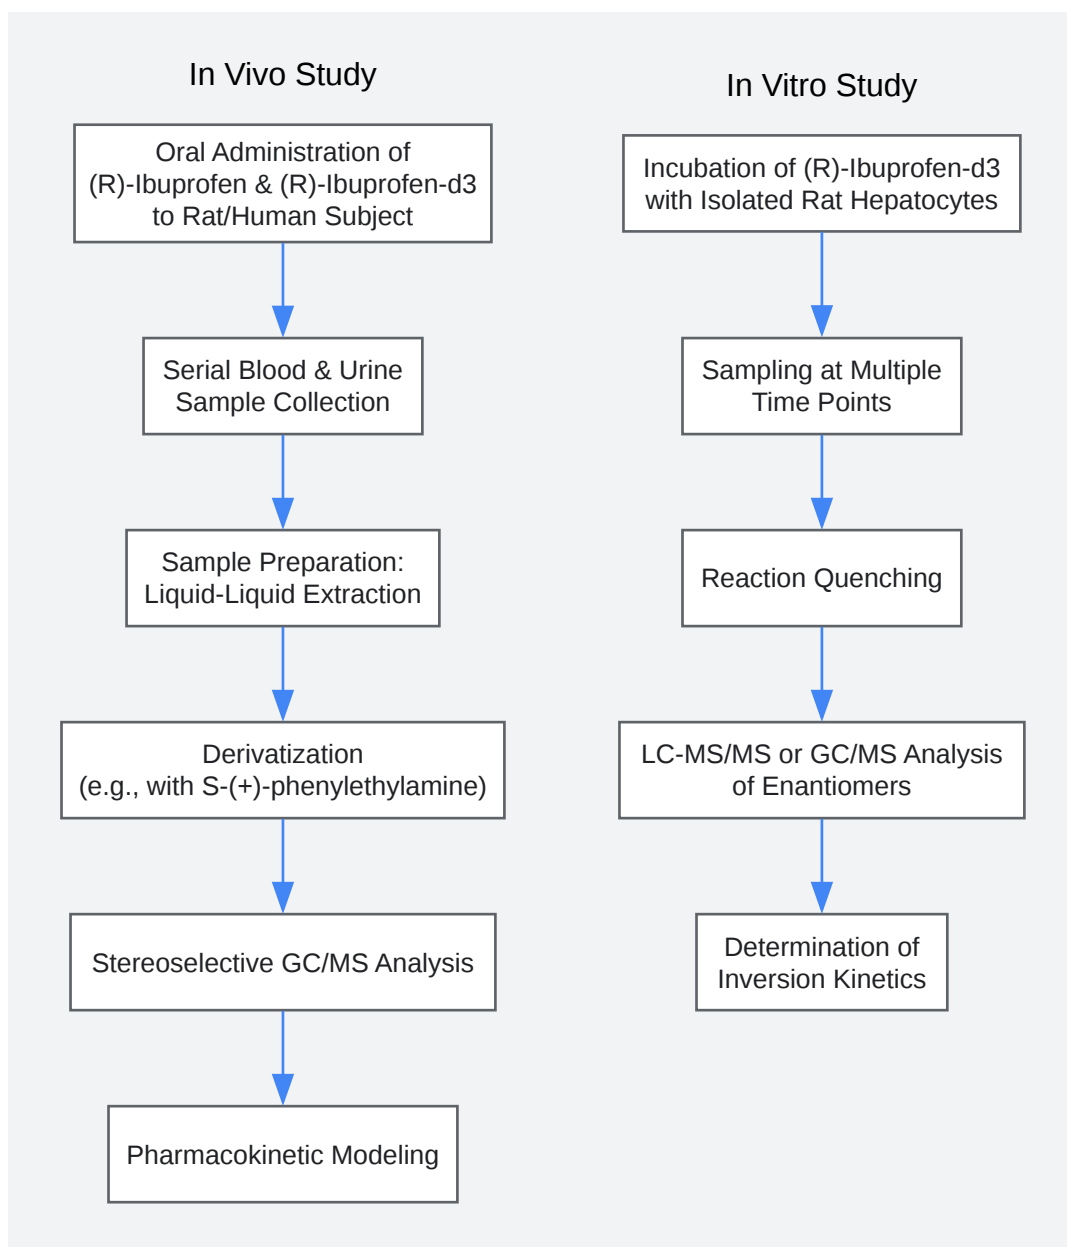 In Vivo Study
Oral Administration of
(R)-Ibuprofen & (R)-Ibuprofen-d3
to Rat/Human Subject
Serial Blood & Urine
Sample Collection
Sample Preparation:
Liquid-Liquid Extraction
Derivatization
(e.g., with S-(+)-phenylethylamine)
Stereoselective GC/MS Analysis
Pharmacokinetic Modeling
In Vitro Study
Incubation of (R)-Ibuprofen-d3
with Isolated Rat Hepatocytes
Sampling at Multiple
Time Points
Reaction Quenching
LC-MS/MS or GC/MS Analysis
of Enantiomers
Determination of
Inversion Kinetics